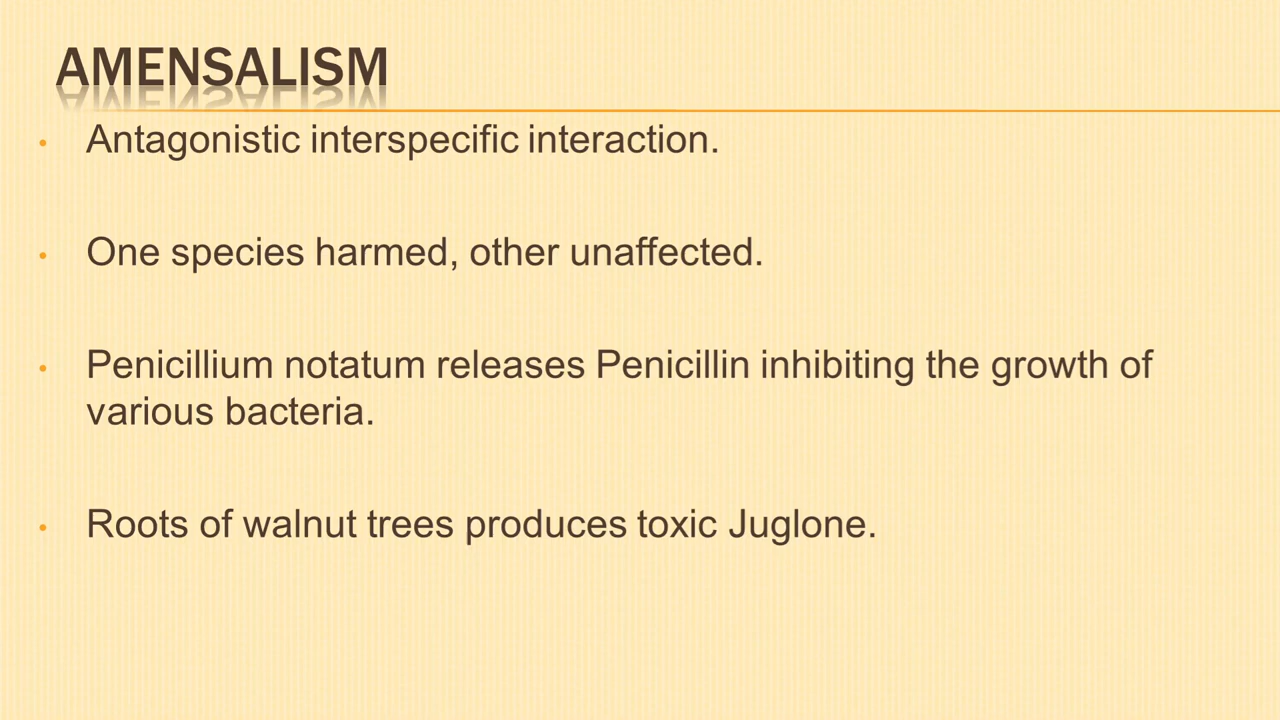 AMENSALISM
• Antagonistic interspecific interaction.
• One species harmed, other unaffected.
• Penicillium notatum releases Penicillin inhibiting the growth of
various bacteria.
• Roots of walnut trees produces toxic Juglone.